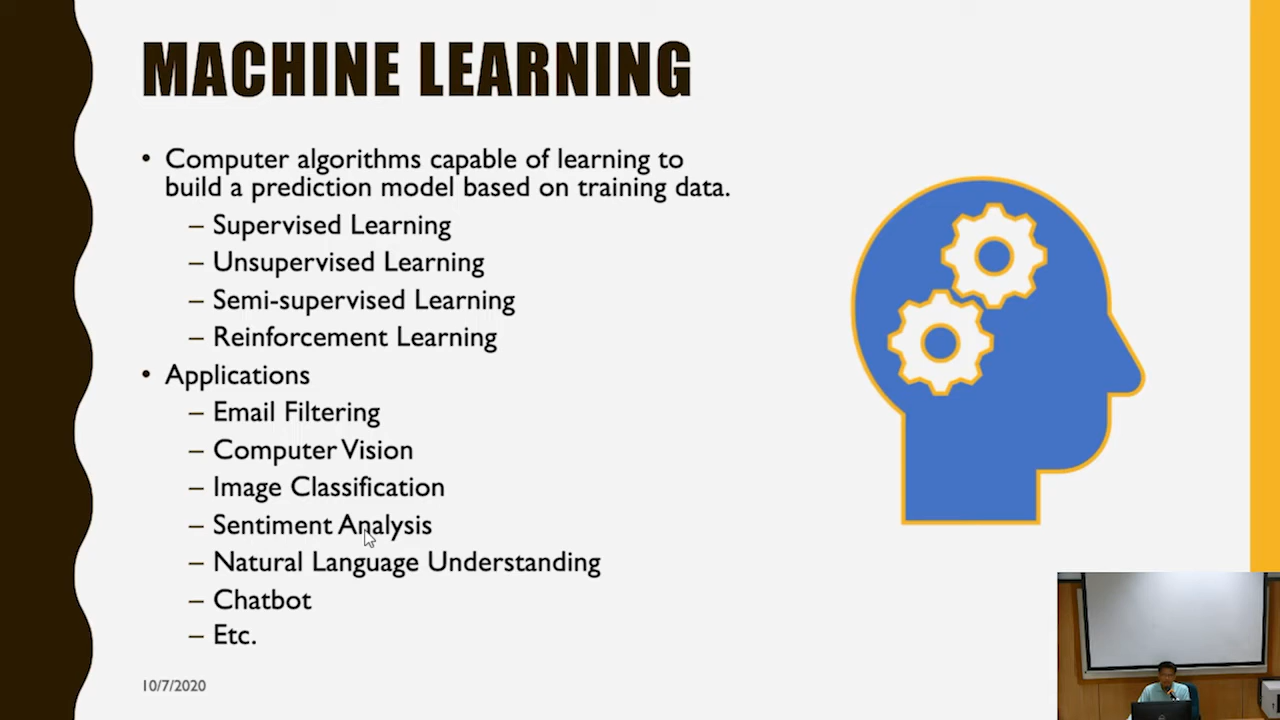 MACHINE LEARNING
• Computer algorithms capable of learning to
build a prediction model based on training data.
– Supervised Learning
– Unsupervised Learning
– Semi-supervised Learning
– Reinforcement Learning
• Applications
– Email Filtering
– Computer Vision
– Image Classification
– Sentiment Analysis
– Natural Language Understanding
– Chatbot
– Etc.
10/7/2020